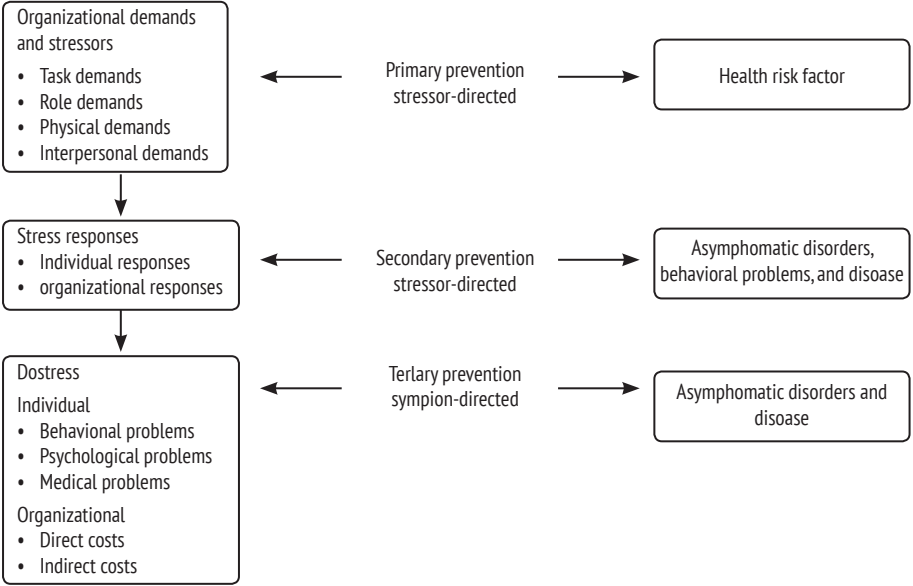 Organizational demands
and stressors
• Task demands
• Role demands
• Physical demands
• Interpersonal demands
Primary prevention
stressor-directed
Health risk factor
Stress responses
• Individual responses
• organizational responses
Secondary prevention
stressor-directed
Asymphomatic disorders,
behavioral problems, and disoase
Dostress
Individual
• Behavional problems
• Psychological problems
• Medical problems
Organizational
• Direct costs
• Indirect costs
Terlary prevention
sympion-directed
Asymphomatic disorders and
disoase